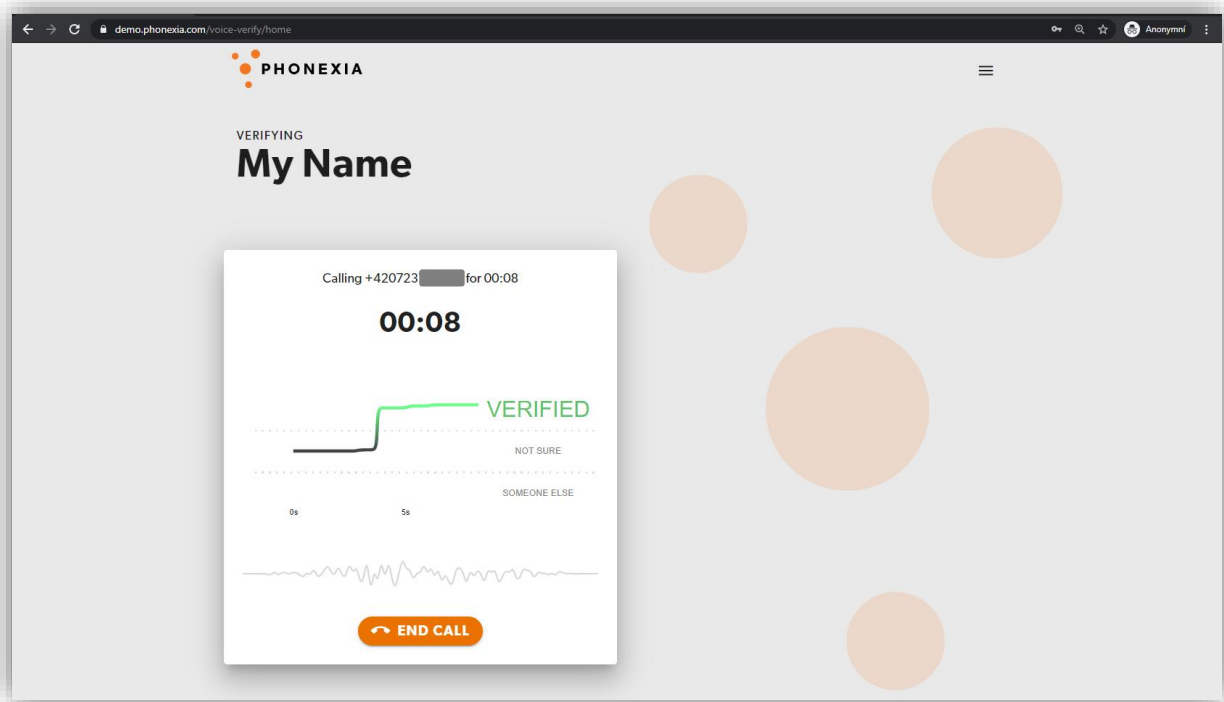 demo.phonexia.com/voice-verify/home
Anonymní
PHONEXIA
VERIFYING
My Name
Calling +420723 for 00:08
00:08
VERIFIED
NOT SURE
SOMEONE ELSE
0s 5s
END CALL